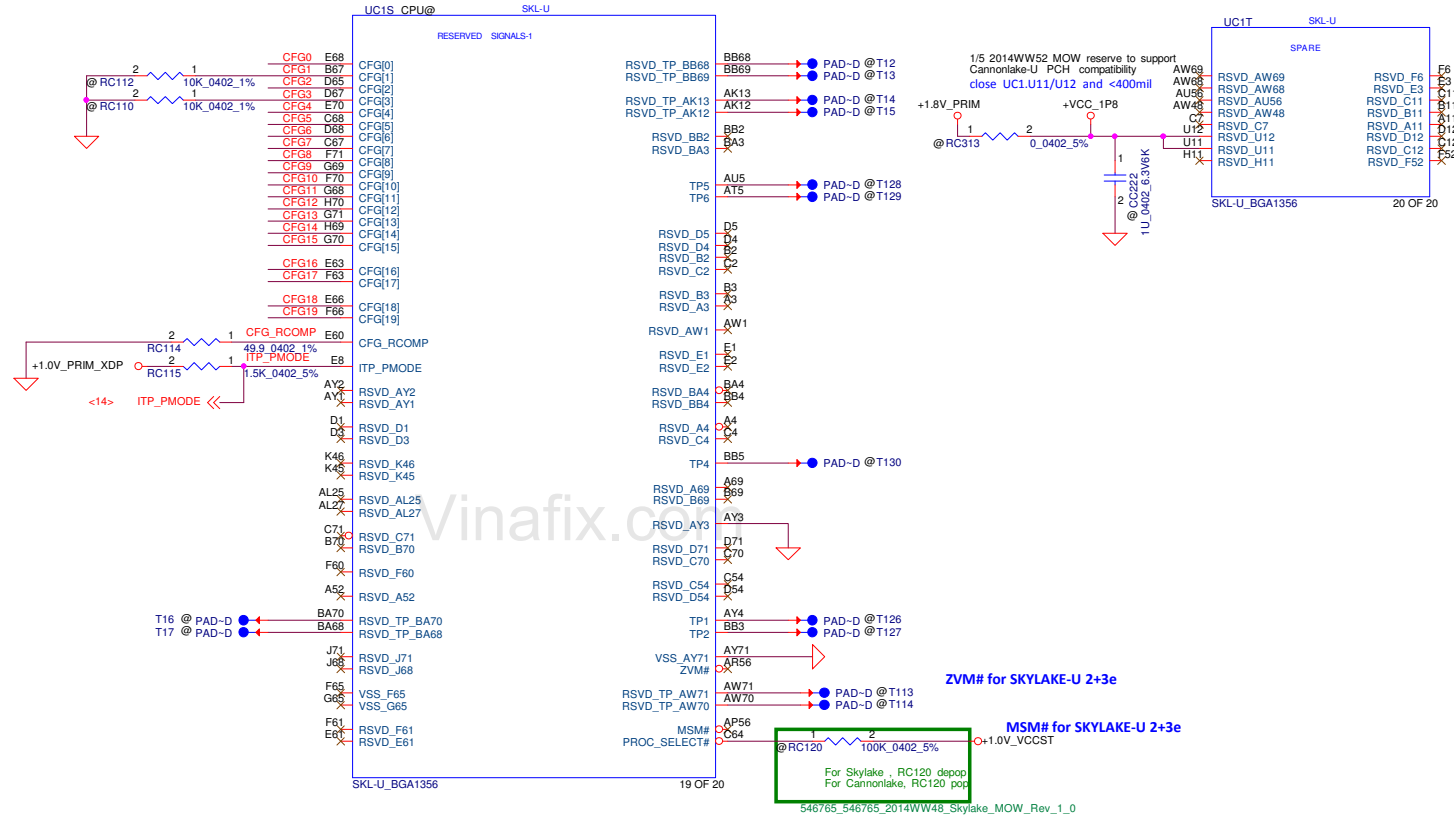 UC1S CPU@ SKL-U
RESERVED SIGNALS-1
CFG0 E68 CFG[0]
CFG1 B67 CFG[1]
CFG2 D65 CFG[2]
CFG3 D67 CFG[3]
CFG4 E70 CFG[4]
CFG5 C68 CFG[5]
CFG6 D68 CFG[6]
CFG7 C67 CFG[7]
CFG8 F71 CFG[8]
CFG9 G69 CFG[9]
CFG10 F70 CFG[10]
CFG11 G68 CFG[11]
CFG12 H70 CFG[12]
CFG13 G71 CFG[13]
CFG14 H69 CFG[14]
CFG15 G70 CFG[15]
CFG16 E63 CFG[16]
CFG17 F63 CFG[17]
CFG18 E66 CFG[18]
CFG19 F66 CFG[19]
2 1
@ RC112 10K_0402_1%
2 1
@ RC110 10K_0402_1%
2 1 CFG_RCOMP E60 CFG_RCOMP
RC114 49.9_0402_1%
ITP_PMODE
+1.0V_PRIM_XDP 2 1 E8 ITP_PMODE
RC115 1.5K_0402_5%
<14> ITP_PMODE
AY2 RSVD_AY2
AY1 RSVD_AY1
D1 RSVD_D1
D3 RSVD_D3
K46 RSVD_K46
K45 RSVD_K45
AL25 RSVD_AL25
AL27 RSVD_AL27
C71 RSVD_C71
B70 RSVD_B70
F60 RSVD_F60
A52 RSVD_A52
T16 @ PAD~D BA70 RSVD_TP_BA70
T17 @ PAD~D BA68 RSVD_TP_BA68
J71 RSVD_J71
J68 RSVD_J68
F65 VSS_F65
G65 VSS_G65
F61 RSVD_F61
E61 RSVD_E61
RSVD_TP_BB68 BB68 PAD~D @T12
RSVD_TP_BB69 BB69 PAD~D @T13
RSVD_TP_AK13 AK13 PAD~D @T14
RSVD_TP_AK12 AK12 PAD~D @T15
RSVD_BB2 BB2
RSVD_BA3 BA3
TP5 AU5 PAD~D @T128
TP6 AT5 PAD~D @T129
RSVD_D5 D5
RSVD_D4 D4
RSVD_B2 B2
RSVD_C2 C2
RSVD_B3 B3
RSVD_A3 A3
RSVD_AW1 AW1
RSVD_E1 E1
RSVD_E2 E2
RSVD_BA4 BA4
RSVD_BB4 BB4
RSVD_A4 A4
RSVD_C4 C4
TP4 BB5 PAD~D @T130
RSVD_A69 A69
RSVD_B69 B69
RSVD_AY3 AY3
RSVD_D71 D71
RSVD_C70 C70
RSVD_C54 C54
RSVD_D54 D54
TP1 AY4 PAD~D @T126
TP2 BB3 PAD~D @T127
VSS_AY71 AY71
ZVM# AR56
RSVD_TP_AW71 AW71 PAD~D @T113
RSVD_TP_AW70 AW70 PAD~D @T114
MSM# AP56
PROC_SELECT# C64
SKL-U_BGA1356 19 OF 20
Vinafix.com
ZVM# for SKYLAKE-U 2+3e
MSM# for SKYLAKE-U 2+3e
1 2
@RC120 100K_0402_5% +1.0V_VCCST
For Skylake , RC120 depop
For Cannonlake, RC120 pop
546765_546765_2014WW48_Skylake_MOW_Rev_1_0
1/5 2014WW52 MOW reserve to support
Cannonlake-U PCH compatibility
close UC1.U11/U12 and <400mil
+1.8V_PRIM +VCC_1P8
1 2
@RC313 0_0402_5%
1
2
@ CC222
1U_0402_6.3V6K
UC1T SKL-U
SPARE
AW69 RSVD_AW69
AW68 RSVD_AW68
AU56 RSVD_AU56
AW48 RSVD_AW48
C7 RSVD_C7
U12 RSVD_U12
U11 RSVD_U11
H11 RSVD_H11
RSVD_F6 F6
RSVD_E3 E3
RSVD_C11 C11
RSVD_B11 B11
RSVD_A11 A11
RSVD_D12 D12
RSVD_C12 C12
RSVD_F52 F52
SKL-U_BGA1356 20 OF 20